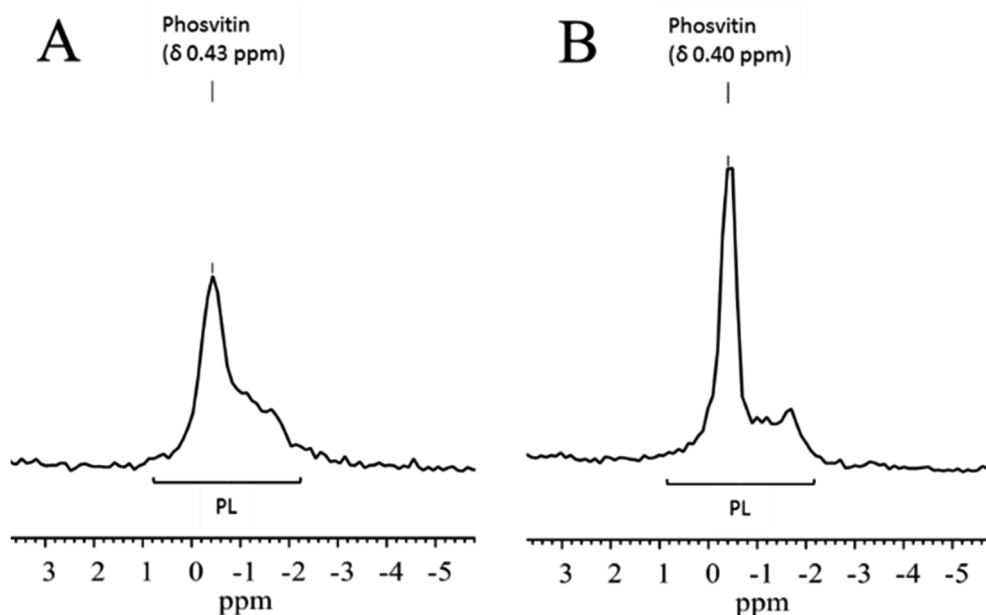 A
Phosvitin
(δ 0.43 ppm)
PL
3 2 1 0 -1 -2 -3 -4 -5
ppm
B
Phosvitin
(δ 0.40 ppm)
PL
3 2 1 0 -1 -2 -3 -4 -5
ppm